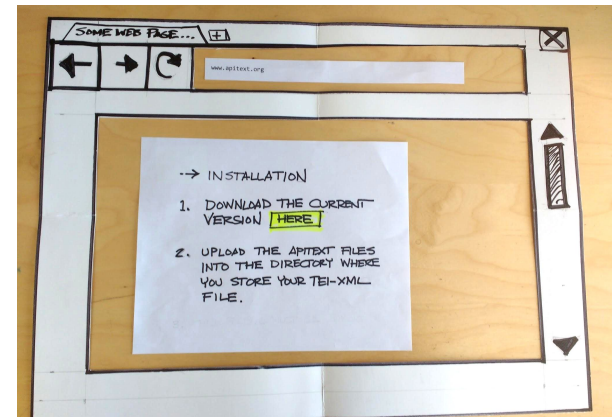 SOME WEB PAGE...
www.apitext.org
--> INSTALLATION
1. DOWNLOAD THE CURRENT
VERSION HERE
2. UPLOAD THE APITEXT FILES
INTO THE DIRECTORY WHERE
YOU STORE YOUR TEI-XML
FILE.